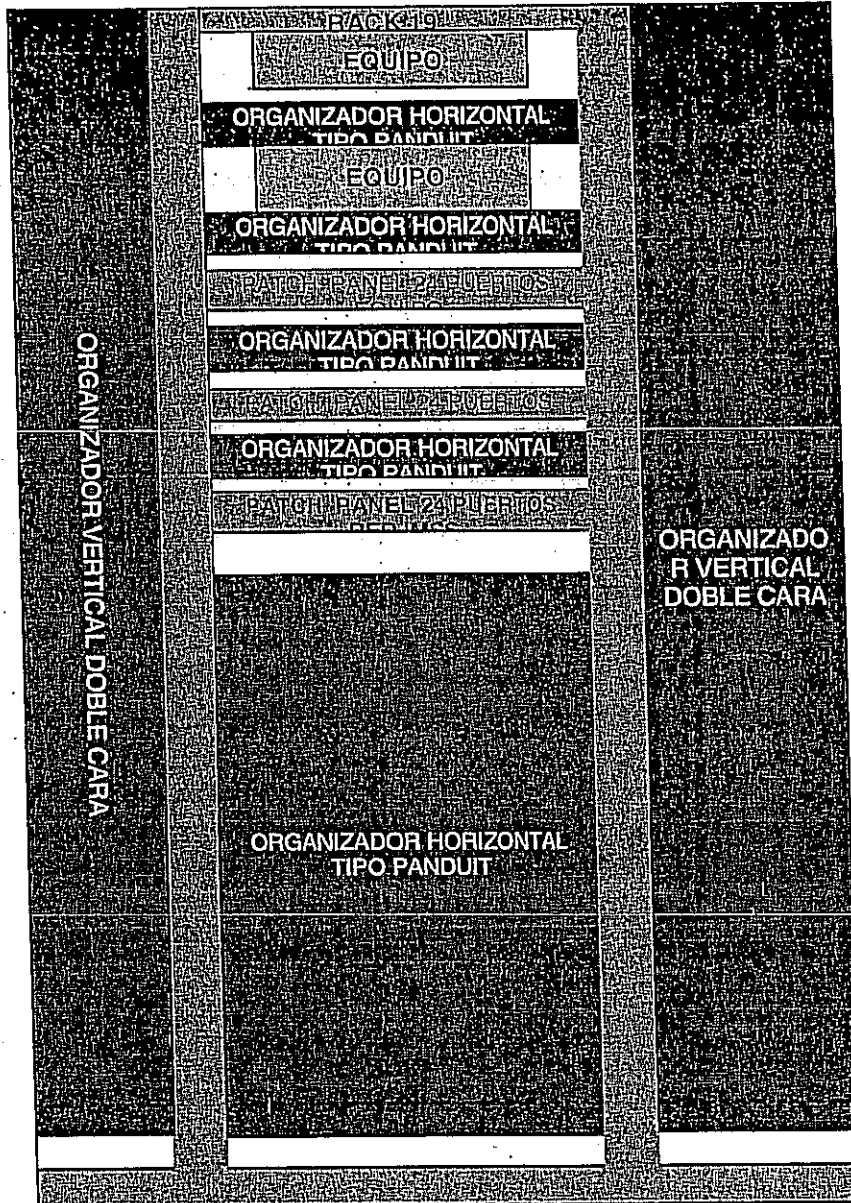 RACK 19
EQUIPO
ORGANIZADOR HORIZONTAL
TIPO PANDUIT
EQUIPO
ORGANIZADOR HORIZONTAL
TIPO PANDUIT
PATCH PANEL 24 PUERTOS
ORGANIZADOR HORIZONTAL
TIPO PANDUIT
PATCH PANEL 24 PUERTOS
ORGANIZADOR HORIZONTAL
TIPO PANDUIT
PATCH PANEL 24 PUERTOS
ORGANIZADOR HORIZONTAL
TIPO PANDUIT
ORGANIZADOR VERTICAL DOBLE CARA
ORGANIZADO
R VERTICAL
DOBLE CARA